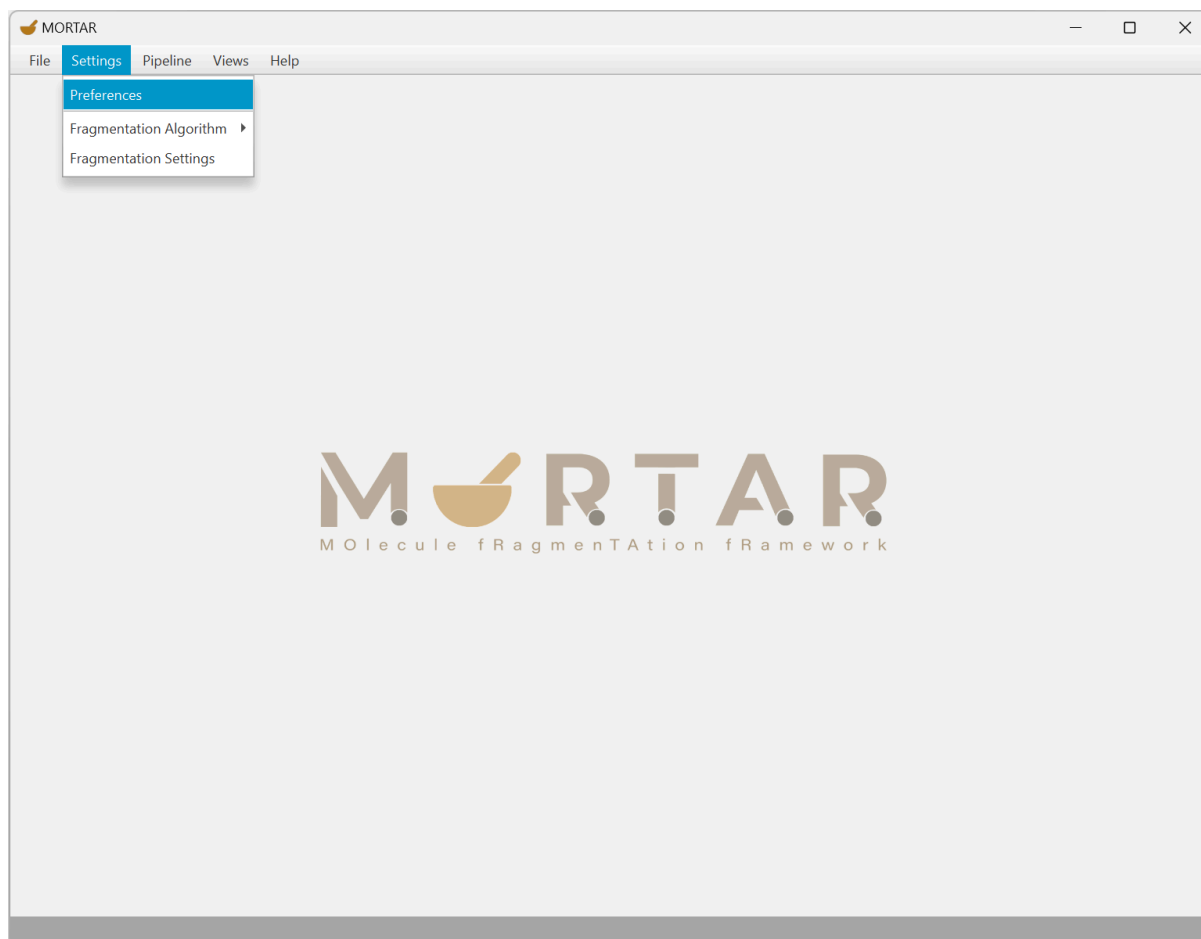 MORTAR
File Settings Pipeline Views Help
Preferences
Fragmentation Algorithm
Fragmentation Settings
MORTAR
MOlecule fRagmenTAtion fRamework